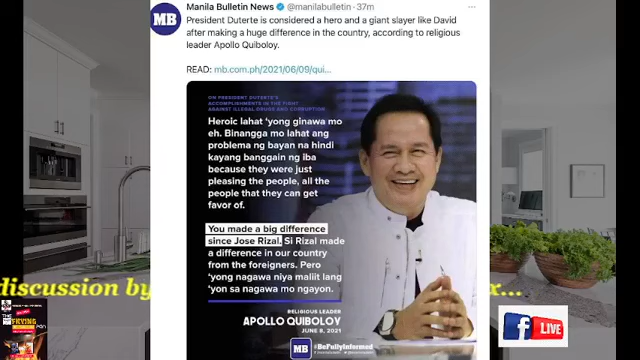 Manila Bulletin News @manilabulletin · 37m
President Duterte is considered a hero and a giant slayer like David
after making a huge difference in the country, according to religious
leader Apollo Quiboloy.
READ: mb.com.ph/2021/06/09/qui...
MB
ON PRESIDENT DUTERTE'S
ACCOMPLISHMENTS IN THE FIGHT
AGAINST ILLEGAL DRUGS AND CORRUPTION
Heroic lahat 'yong ginawa mo
eh. Binangga mo lahat ang
problema ng bayan na hindi
kayang banggain ng iba
because they were just
pleasing the people, all the
people that they can get
favor of.
You made a big difference
since Jose Rizal. Si Rizal made
a difference in our country
from the foreigners. Pero
'yong nagawa niya maliit lang
'yon sa nagawa mo ngayon.
RELIGIOUS LEADER
APOLLO QUIBOLOY
JUNE 8, 2021
MB
#BeFullyInformed
discussion by
x...
THE
FRYING
PAN
f LIVE